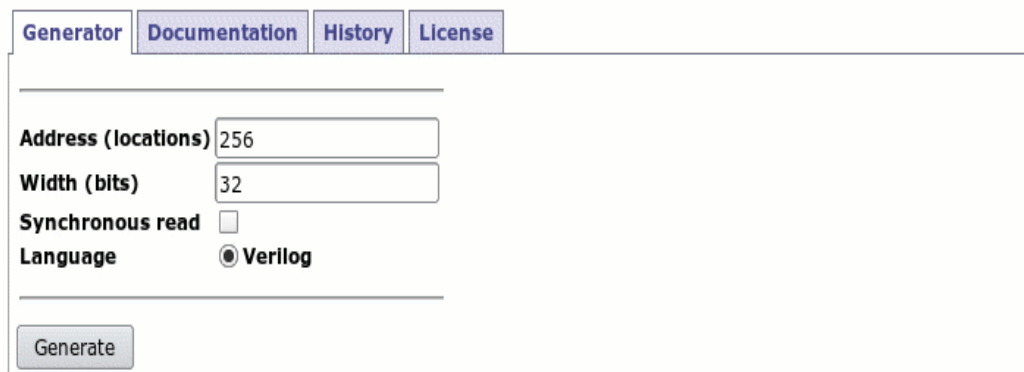 Generator Documentation History License
Address (locations) 256
Width (bits) 32
Synchronous read
Language Verilog
Generate